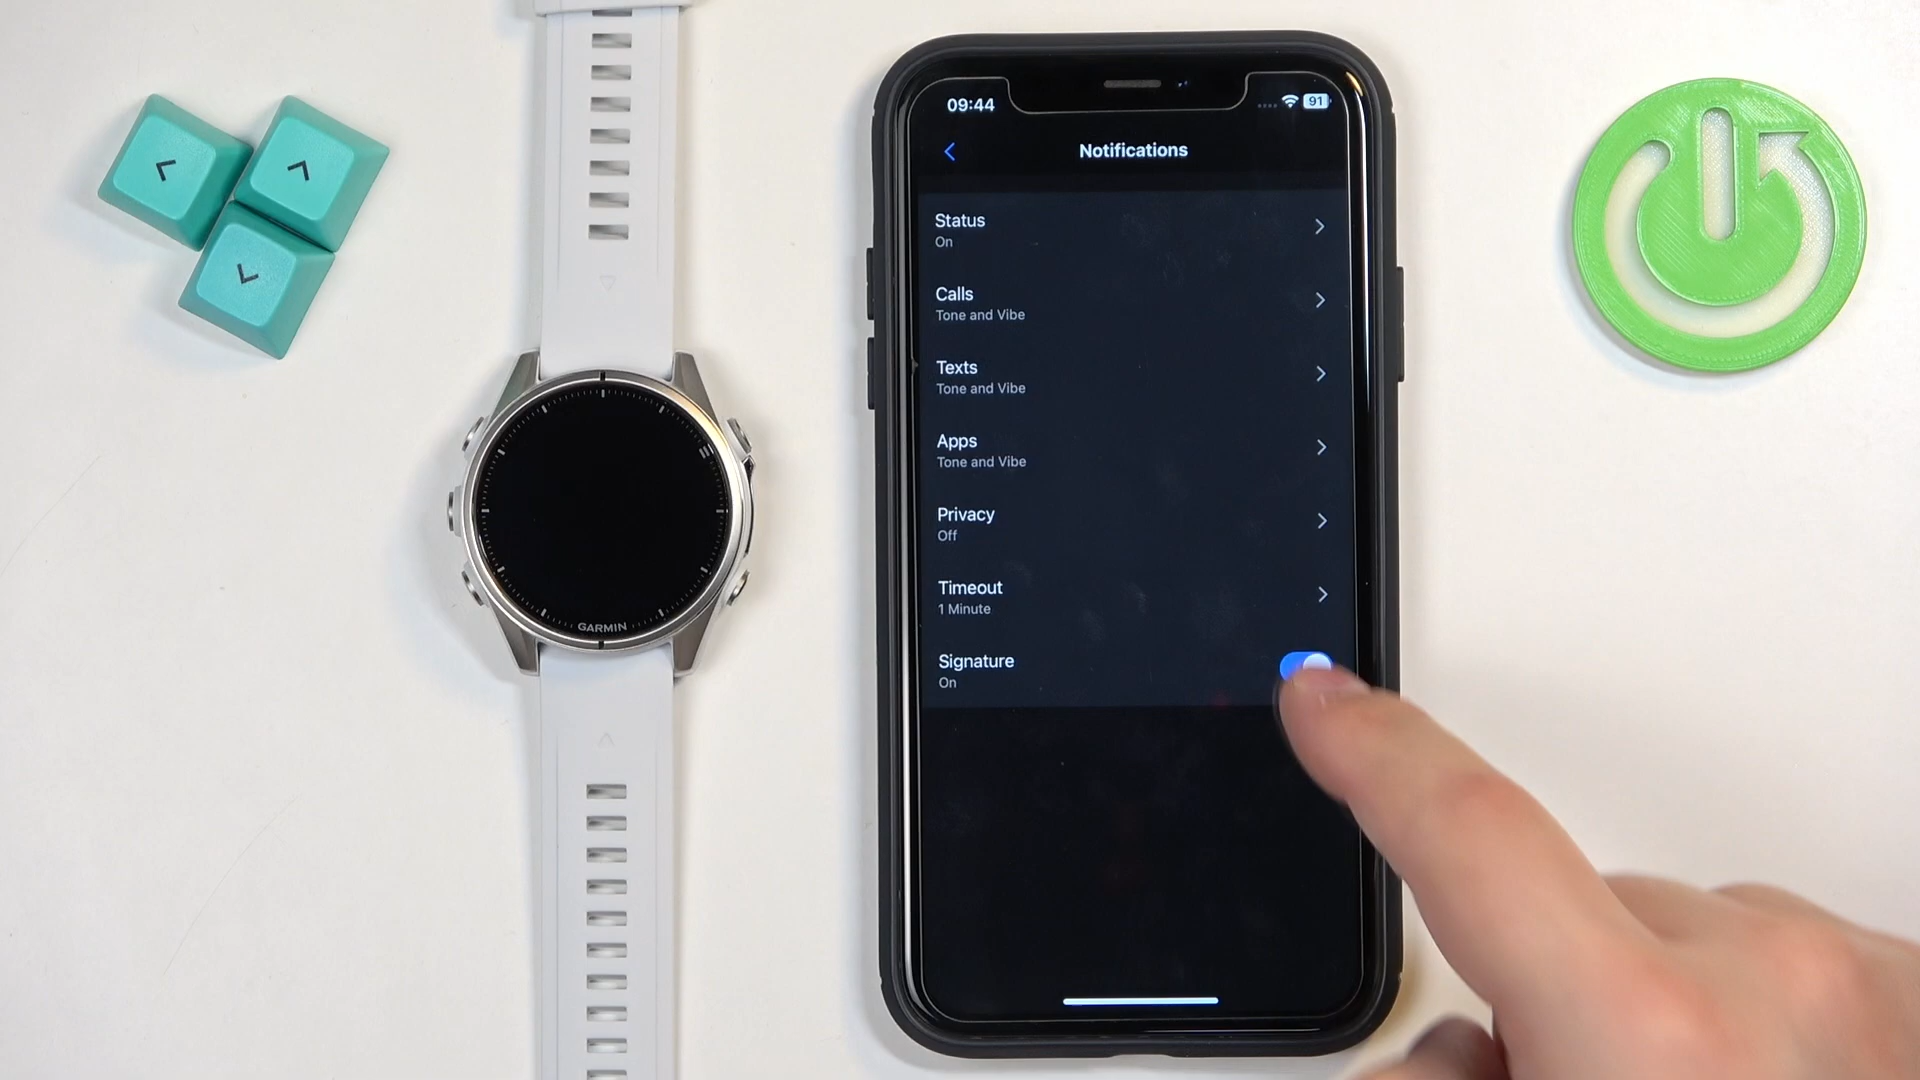 09:44
91
Notifications
Status
On
Calls
Tone and Vibe
Texts
Tone and Vibe
Apps
Tone and Vibe
Privacy
Off
Timeout
1 Minute
Signature
On
GARMIN